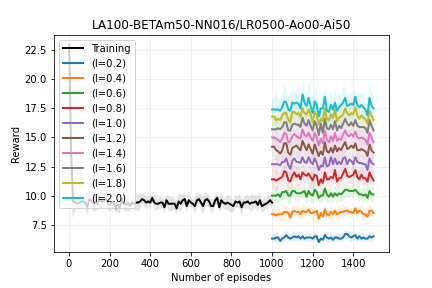 LA100-BETAm50-NN016/LR0500-Ao00-Ai50
22.5
20.0
17.5
15.0
12.5
10.0
7.5
Reward
Training
(l=0.2)
(l=0.4)
(l=0.6)
(l=0.8)
(l=1.0)
(l=1.2)
(l=1.4)
(l=1.6)
(l=1.8)
(l=2.0)
0 200 400 600 800 1000 1200 1400
Number of episodes